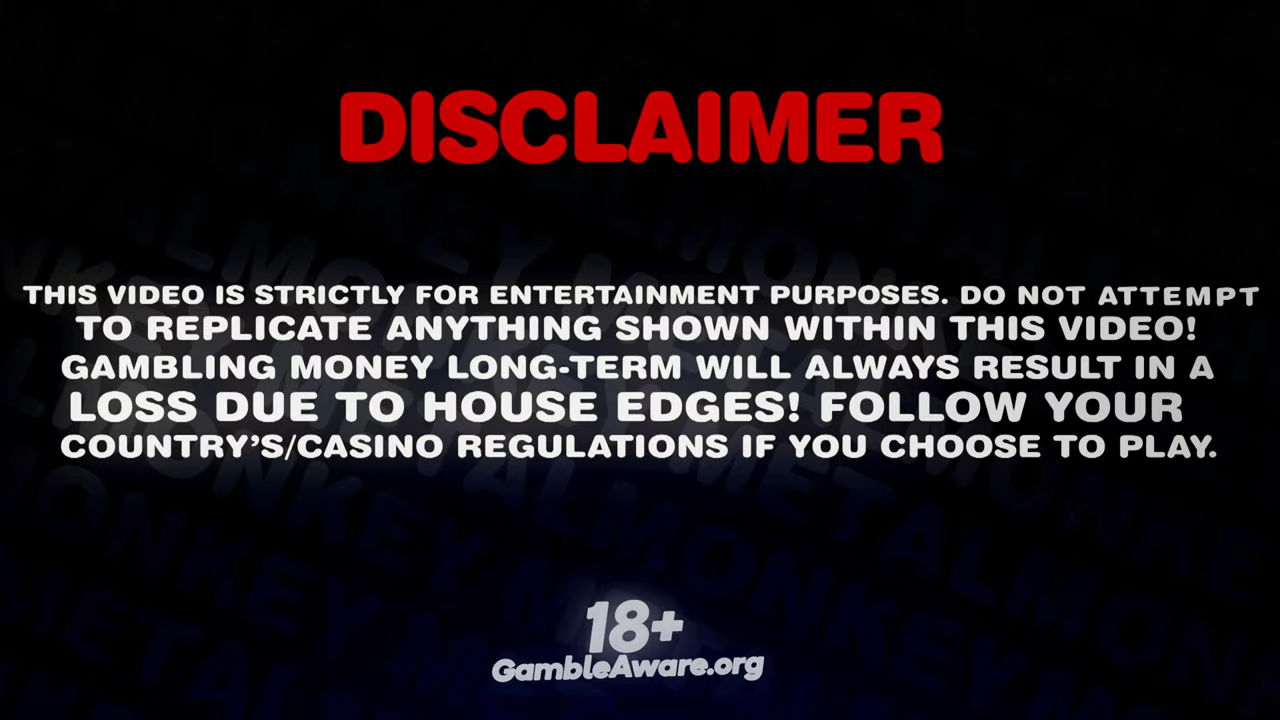 DISCLAIMER
THIS VIDEO IS STRICTLY FOR ENTERTAINMENT PURPOSES. DO NOT ATTEMPT
TO REPLICATE ANYTHING SHOWN WITHIN THIS VIDEO!
GAMBLING MONEY LONG-TERM WILL ALWAYS RESULT IN A
LOSS DUE TO HOUSE EDGES! FOLLOW YOUR
COUNTRY'S/CASINO REGULATIONS IF YOU CHOOSE TO PLAY.
18+
GambleAware.org